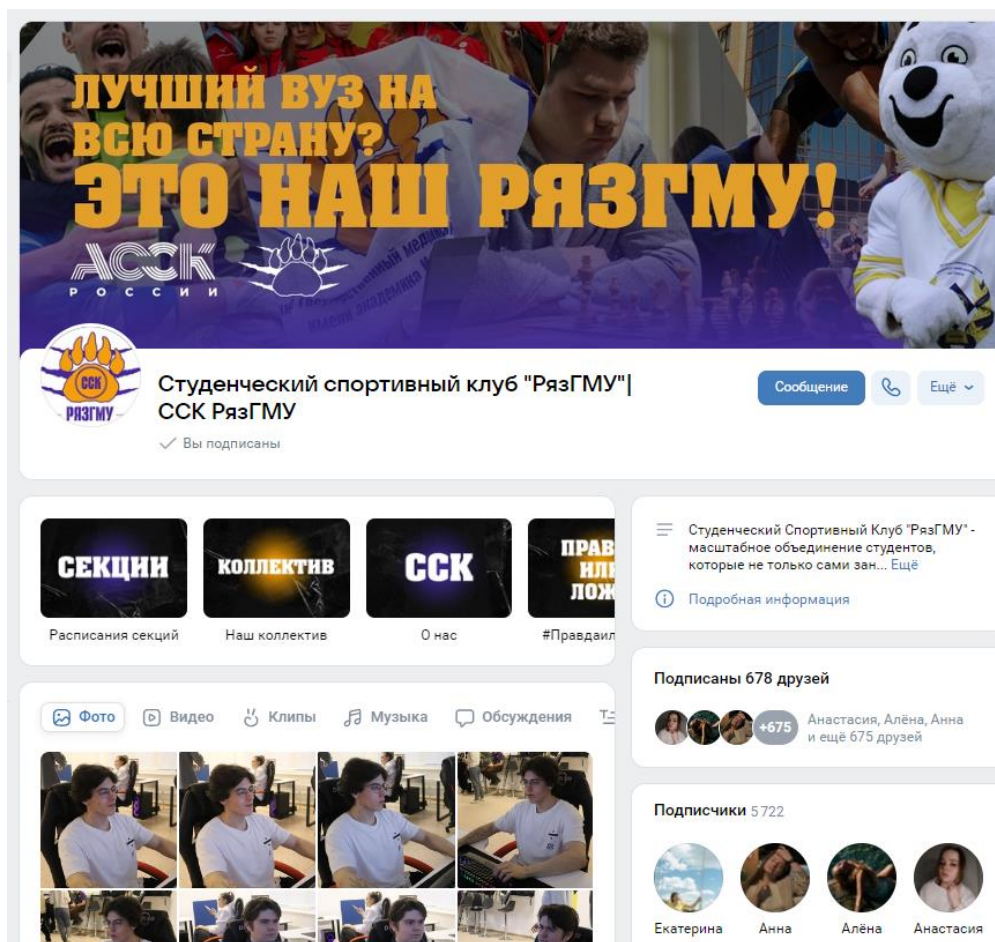 ЛУЧШИЙ ВУЗ НА
ВСЮ СТРАНУ?
ЭТО НАШ РЯЗГМУ!
АССК
РОССИИ
ССК
РЯЗГМУ
Студенческий спортивный клуб "РязГМУ"|
ССК РязГМУ
Вы подписаны
Сообщение
Ещё
СЕКЦИИ
КОЛЛЕКТИВ
ССК
ПРАВ
ИЛИ
ЛОЖ
Расписания секций
Наш коллектив
О нас
#Правдаил
Студенческий Спортивный Клуб "РязГМУ" -
масштабное объединение студентов,
которые не только сами зан... Ещё
Подробная информация
Подписаны 678 друзей
+675
Анастасия, Алёна, Анна
и ещё 675 друзей
Фото
Видео
Клипы
Музыка
Обсуждения
Подписчики 5 722
Екатерина
Анна
Алёна
Анастасия